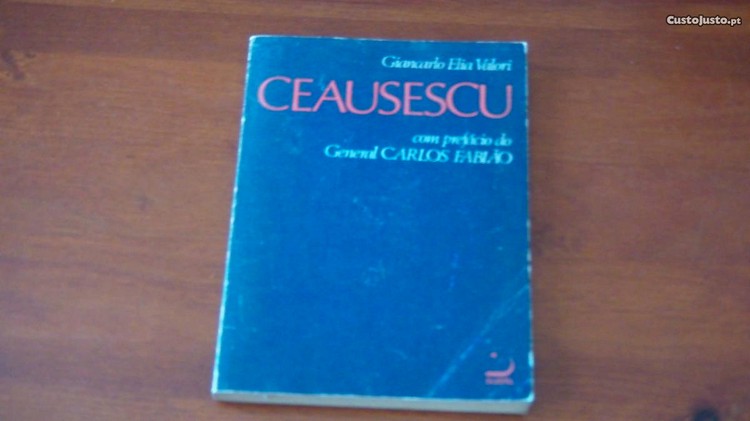 CustoJusto.pt
Giancarlo Elia Valori
CEAUSESCU
com prefácio do
General CARLOS FABIÃO